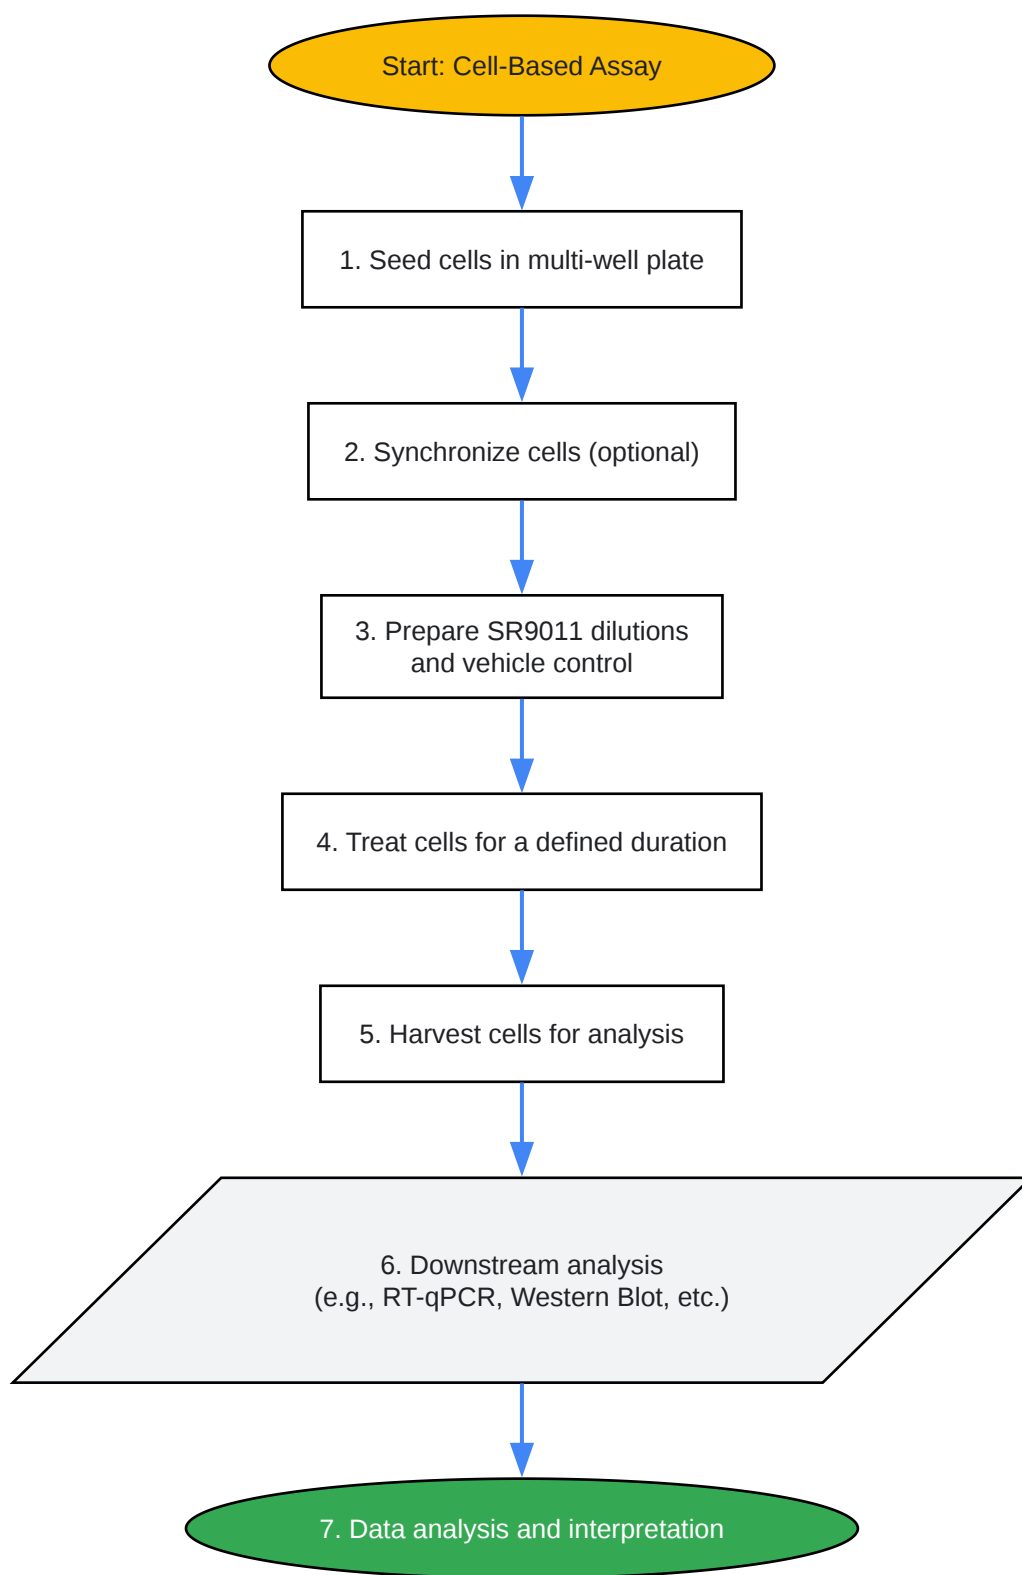 Start: Cell-Based Assay
1. Seed cells in multi-well plate
2. Synchronize cells (optional)
3. Prepare SR9011 dilutions
and vehicle control
4. Treat cells for a defined duration
5. Harvest cells for analysis
6. Downstream analysis
(e.g., RT-qPCR, Western Blot, etc.)
7. Data analysis and interpretation